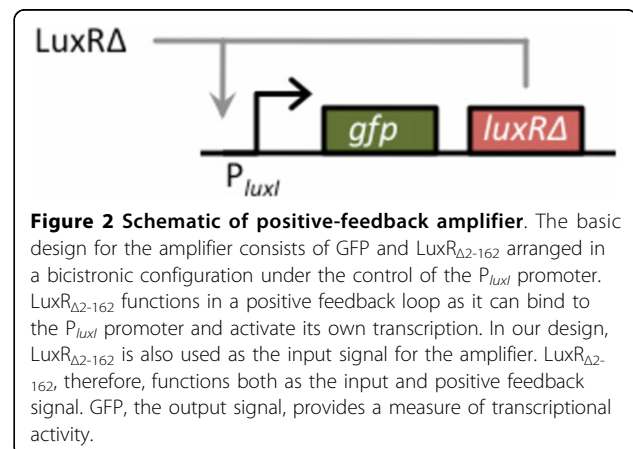 LuxRΔ
gfp
luxRΔ
PluxI
Figure 2 Schematic of positive-feedback amplifier. The basic
design for the amplifier consists of GFP and LuxRΔ2-162 arranged in
a bicistronic configuration under the control of the PluxI promoter.
LuxRΔ2-162 functions in a positive feedback loop as it can bind to
the PluxI promoter and activate its own transcription. In our design,
LuxRΔ2-162 is also used as the input signal for the amplifier. LuxRΔ2-
162, therefore, functions both as the input and positive feedback
signal. GFP, the output signal, provides a measure of transcriptional
activity.